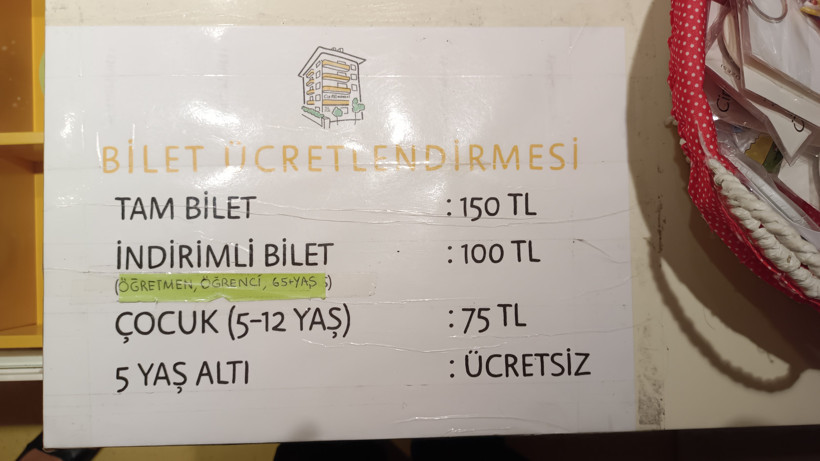 BİLET ÜCRETLENDİRMESİ
TAM BİLET : 150 TL
İNDİRİMLİ BİLET : 100 TL
(ÖĞRETMEN, ÖĞRENCİ, 65+YAŞ)
ÇOCUK (5-12 YAŞ) : 75 TL
5 YAŞ ALTI : ÜCRETSİZ